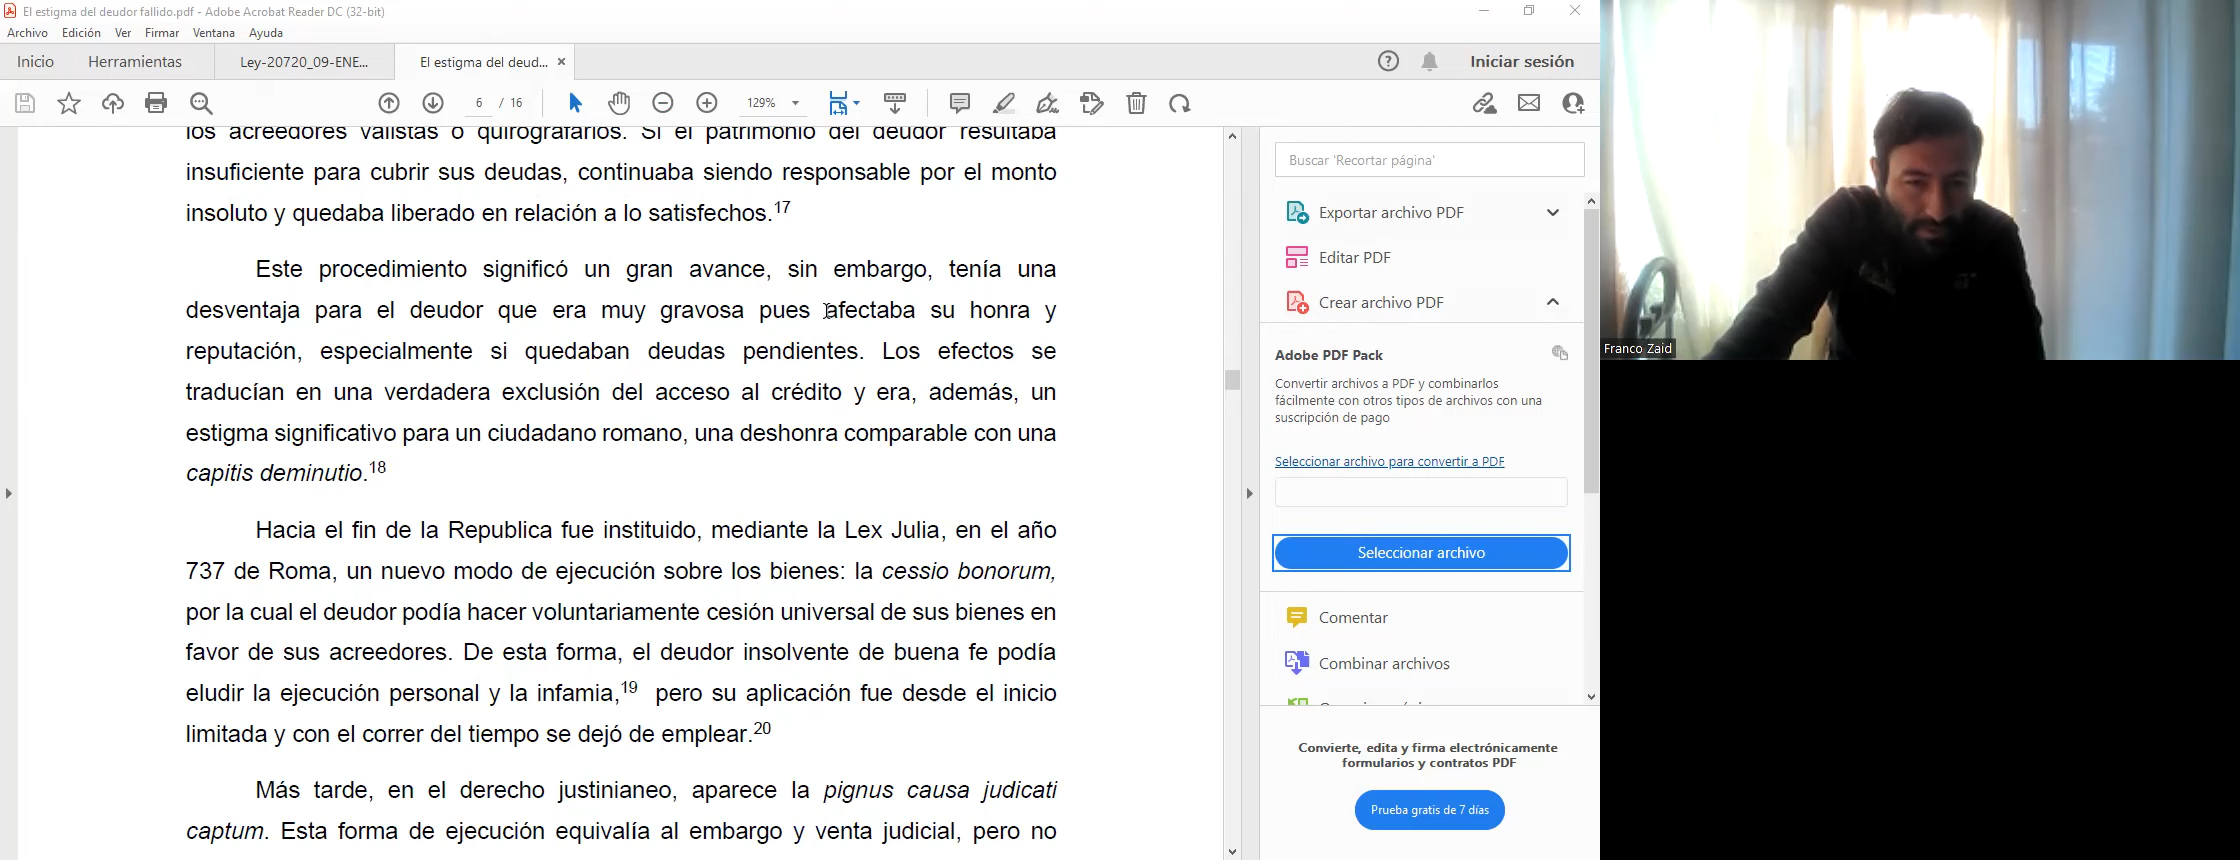 El estigma del deudor fallido.pdf - Adobe Acrobat Reader DC (32-bit)
Archivo Edición Ver Firmar Ventana Ayuda
Inicio Herramientas Ley-20720_09-ENE... El estigma del deud... × Iniciar sesión
6 / 16 129%
los acreedores valistas o quirografarios. Si el patrimonio del deudor resultaba
insuficiente para cubrir sus deudas, continuaba siendo responsable por el monto
insoluto y quedaba liberado en relación a lo satisfechos.17
Este procedimiento significó un gran avance, sin embargo, tenía una
desventaja para el deudor que era muy gravosa pues afectaba su honra y
reputación, especialmente si quedaban deudas pendientes. Los efectos se
traducían en una verdadera exclusión del acceso al crédito y era, además, un
estigma significativo para un ciudadano romano, una deshonra comparable con una
capitis deminutio.18
Hacia el fin de la Republica fue instituido, mediante la Lex Julia, en el año
737 de Roma, un nuevo modo de ejecución sobre los bienes: la cessio bonorum,
por la cual el deudor podía hacer voluntariamente cesión universal de sus bienes en
favor de sus acreedores. De esta forma, el deudor insolvente de buena fe podía
eludir la ejecución personal y la infamia,19 pero su aplicación fue desde el inicio
limitada y con el correr del tiempo se dejó de emplear.20
Más tarde, en el derecho justinianeo, aparece la pignus causa judicati
captum. Esta forma de ejecución equivalía al embargo y venta judicial, pero no
Buscar 'Recortar página'
Exportar archivo PDF
Editar PDF
Crear archivo PDF
Adobe PDF Pack
Convertir archivos a PDF y combinarlos
fácilmente con otros tipos de archivos con una
suscripción de pago
Seleccionar archivo para convertir a PDF
Seleccionar archivo
Comentar
Combinar archivos
Convierte, edita y firma electrónicamente
formularios y contratos PDF
Prueba gratis de 7 días
Franco Zaid